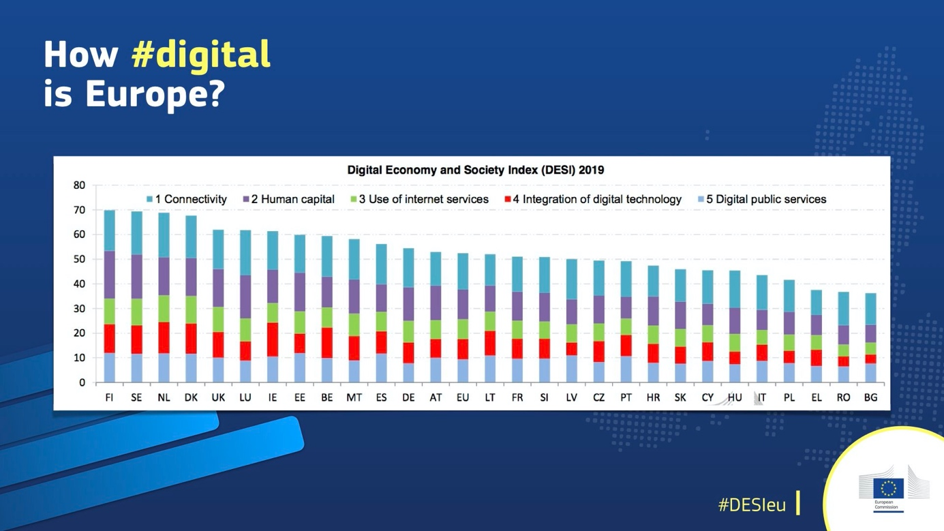 How #digital
is Europe?
Digital Economy and Society Index (DESI) 2019
80
1 Connectivity 2 Human capital 3 Use of internet services 4 Integration of digital technology 5 Digital public services
70
60
50
40
30
20
10
0
FI SE NL DK UK LU IE EE BE MT ES DE AT EU LT FR SI LV CZ PT HR SK CY HU IT PL EL RO BG
#DESIeu
European
Commission